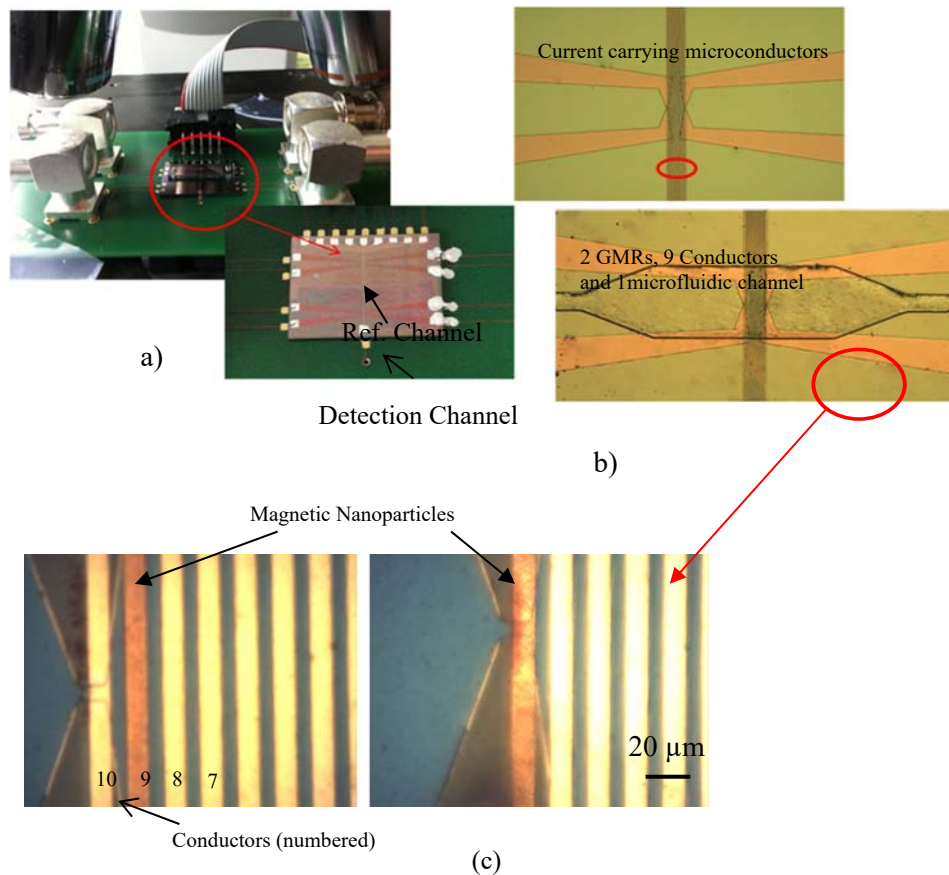 Current carrying microconductors
2 GMRs, 9 Conductors
and 1microfluidic channel
Ref. Channel
a)
Detection Channel
b)
Magnetic Nanoparticles
20 µm
10 9 8 7
Conductors (numbered)
(c)